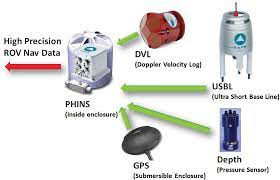 High Precision
ROV Nav Data
DVL
(Doppler Velocity Log)
PHINS
(inside enclosure)
USBL
(Ultra Short Base Line)
GPS
(Submersible Enclosure)
Depth
(Pressure Sensor)